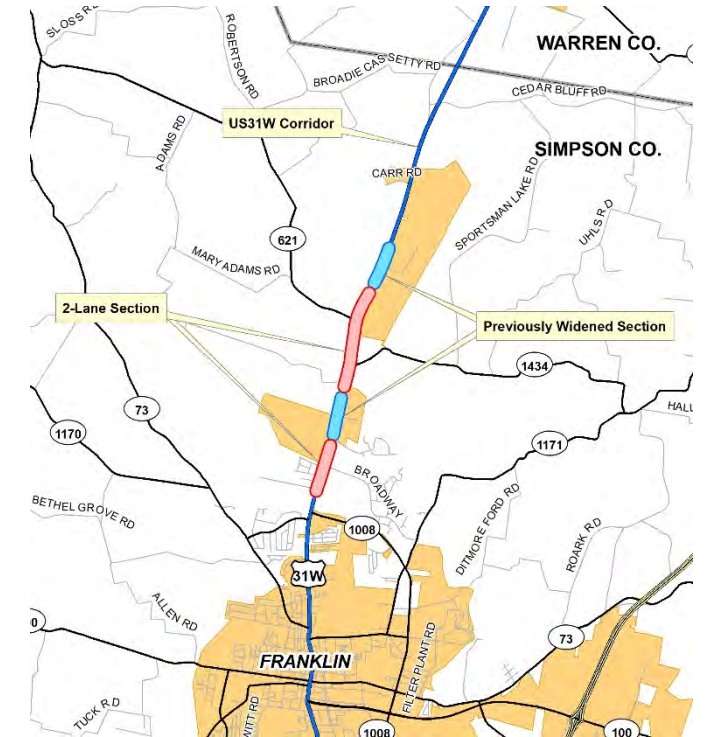 SLOSS RD
ROBERTSON RD
WARREN CO.
BROADIE CASSETTY RD
CEDAR BLUFF RD
US31W Corridor
ADAMS RD
SIMPSON CO.
CARR RD
SPORTSMAN LAKE RD
UHLS RD
621
MARY ADAMS RD
2-Lane Section
Previously Widened Section
1434
73
HALL
1170
1171
BROADWAY
BETHEL GROVE RD
DITMORE FORD RD
1008
ROARK RD
31W
ALLEN RD
0
73
FILTER PLANT RD
FRANKLIN
TUCK RD
WITT RD
1008
100